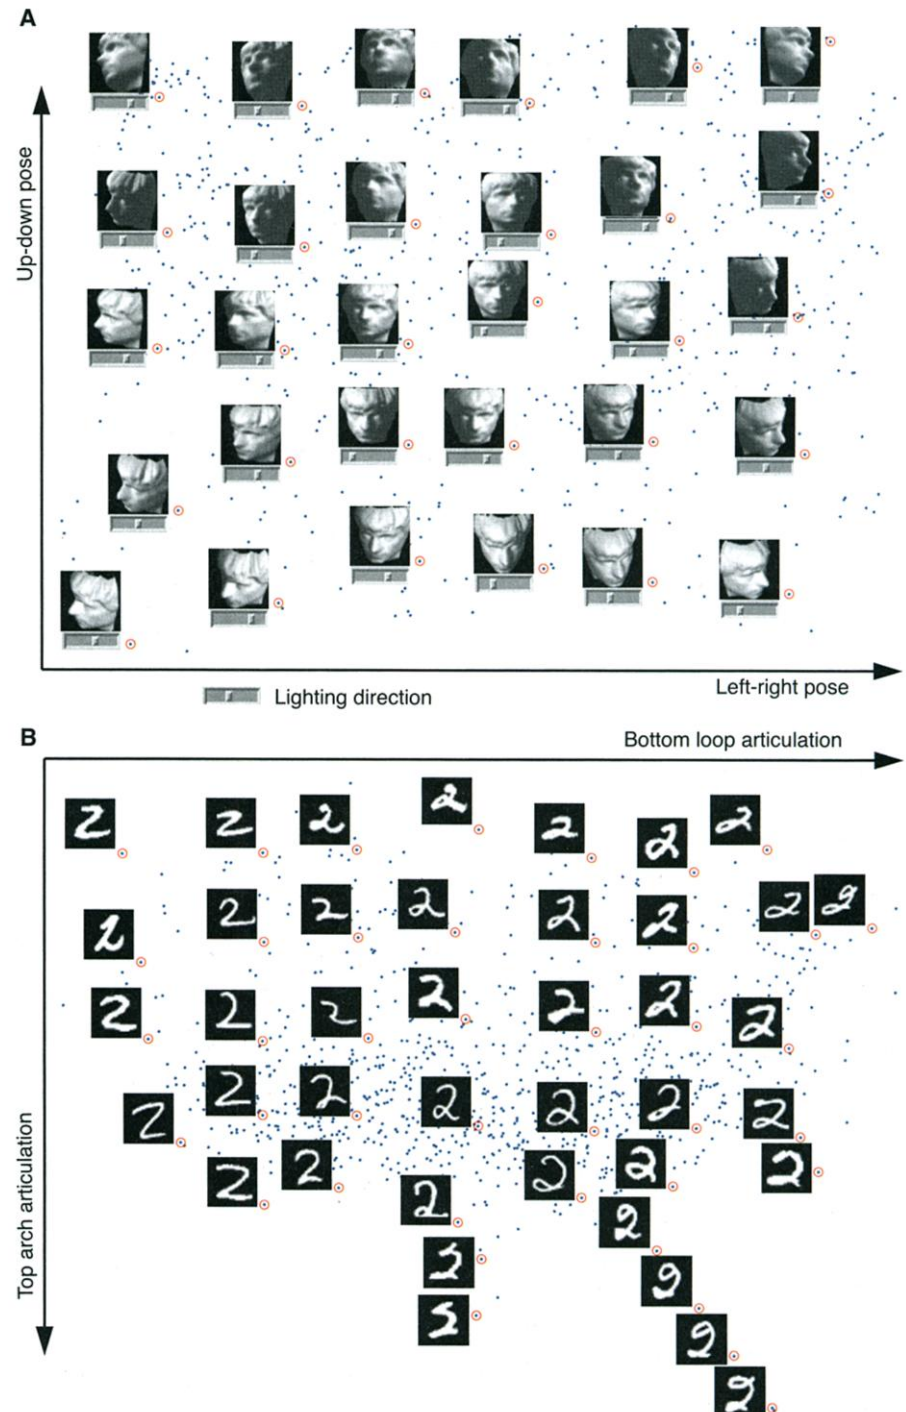 A
Up-down pose
Left-right pose
Lighting direction
B
Bottom loop articulation
Top arch articulation